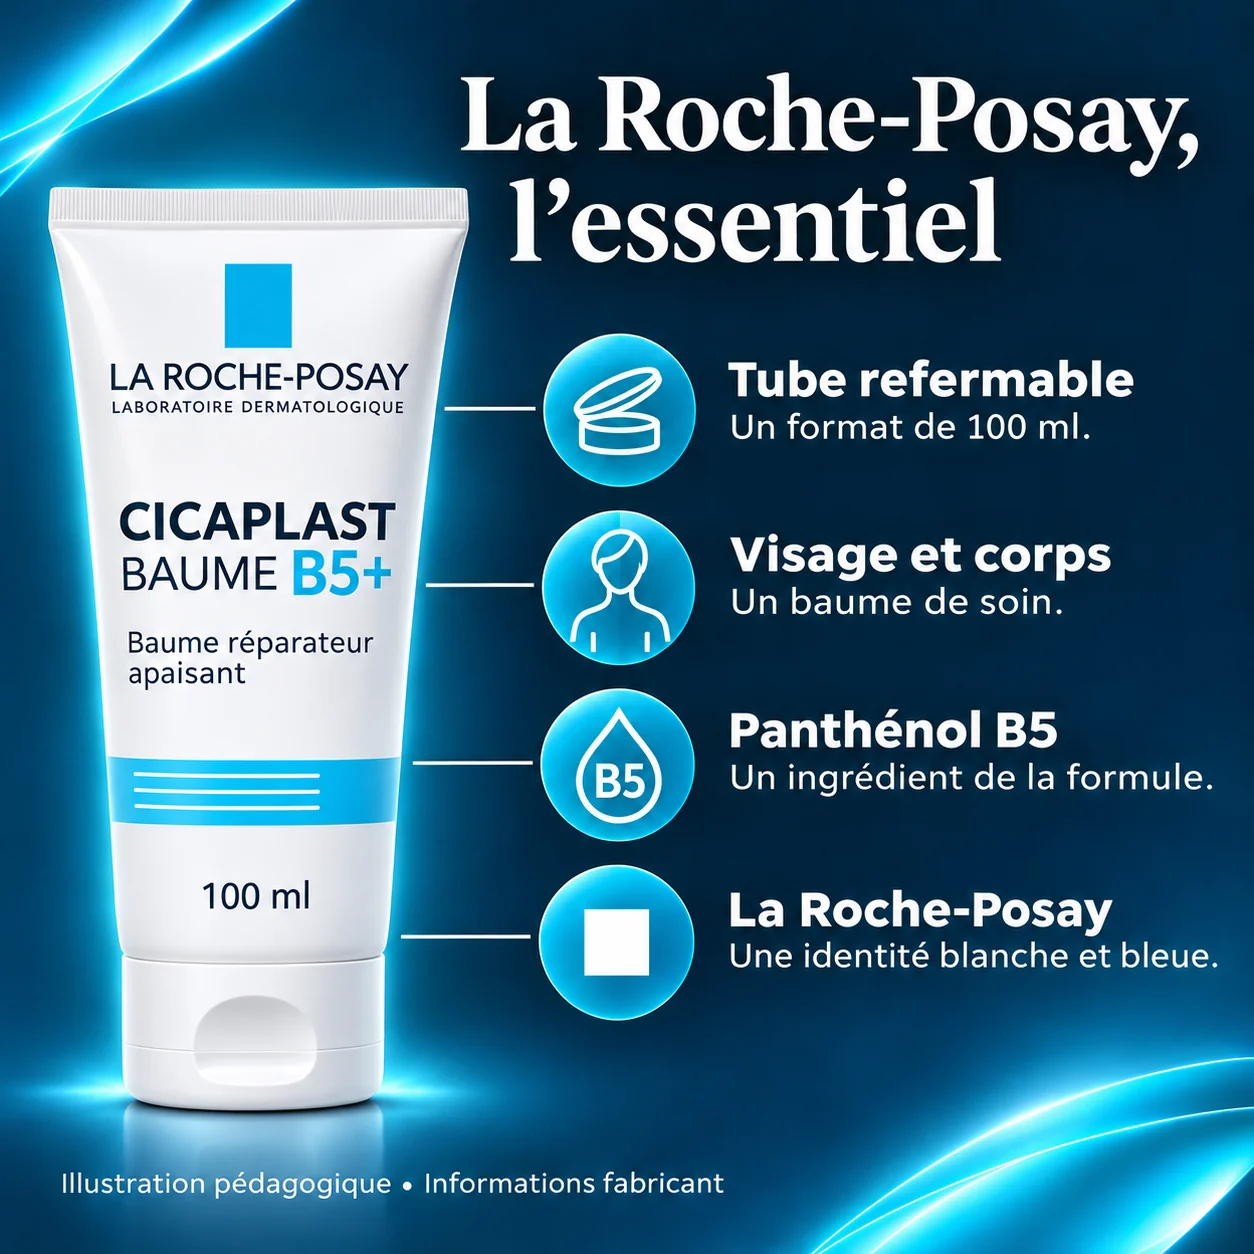 La Roche-Posay,
l’essentiel
LA ROCHE-POSAY
LABORATOIRE DERMATOLOGIQUE
CICAPLAST
BAUME B5+
Baume réparateur
apaisant
100 ml
Tube refermable
Un format de 100 ml.
Visage et corps
Un baume de soin.
B5
Panthénol B5
Un ingrédient de la formule.
La Roche-Posay
Une identité blanche et bleue.
Illustration pédagogique • Informations fabricant